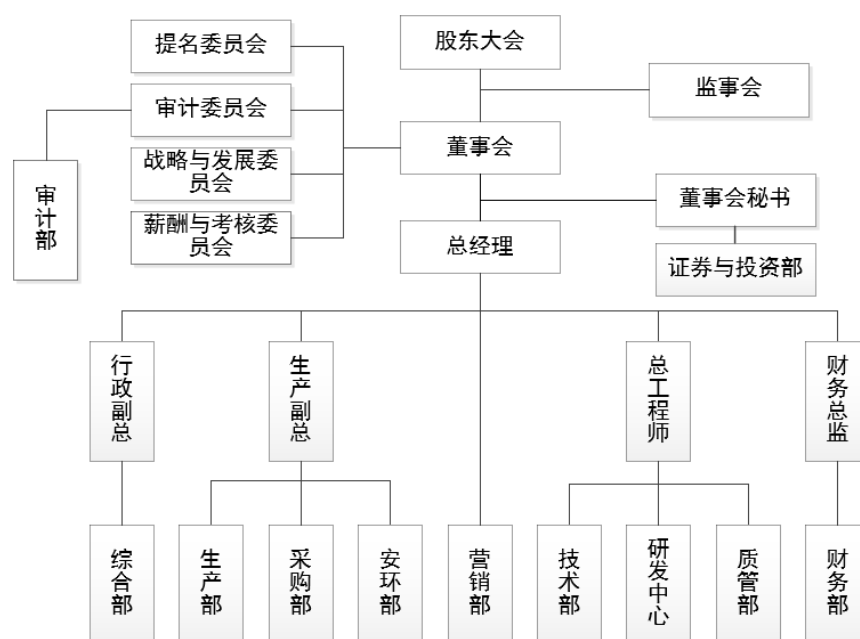 提名委员会
股东大会
审计委员会
监事会
董事会
战略与发展委
员会
审计部
董事会秘书
薪酬与考核委
员会
总经理
证券与投资部
行政副总
生产副总
总工程师
财务总监
综合部
生产部
采购部
安环部
营销部
技术部
研发中心
质管部
财务部